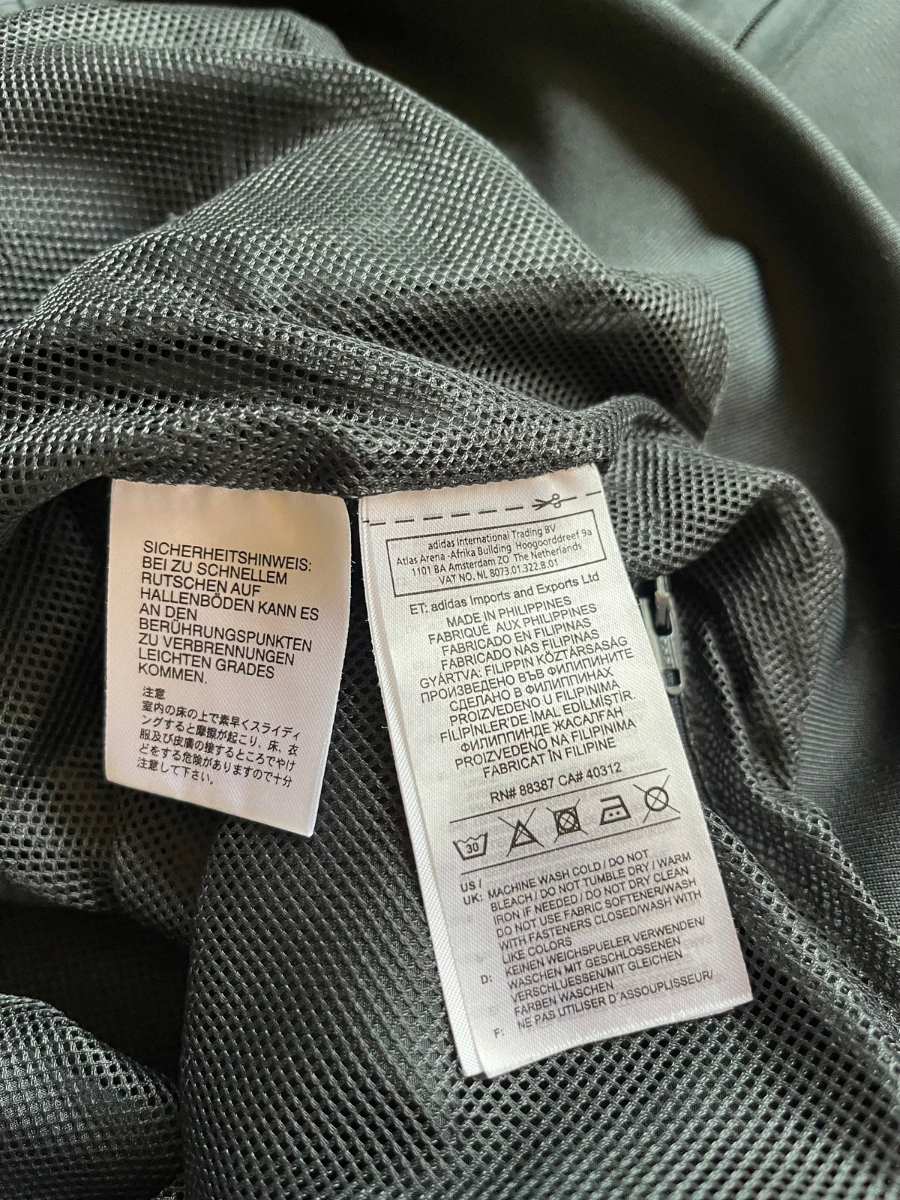 SICHERHEITSHINWEIS:
BEI ZU SCHNELLEM
RUTSCHEN AUF
HALLENBÖDEN KANN ES
AN DEN
BERÜHRUNGSPUNKTEN
ZU VERBRENNUNGEN
LEICHTEN GRADES
KOMMEN.
注意
室内の床の上で素早くスライディ
ングすると摩擦が起こり、床、衣
服及び皮膚の接するところでやけ
どをする危険がありますので十分
注意して下さい。
adidas International Trading BV
Atlas Arena -Afrika Building Hoogoorddreef 9a
1101 BA Amsterdam ZO The Netherlands
VAT NO. NL 8073.01.322.B.01
ET: adidas Imports and Exports Ltd
MADE IN PHILIPPINES
FABRIQUÉ AUX PHILIPPINES
FABRICADO EN FILIPINAS
FABRICADO NAS FILIPINAS
GYÁRTVA: FILIPPIN KÖZTÁRSASÁG
ПРОИЗВЕДЕНО ВЪВ ФИЛИПИНИТЕ
СДЕЛАНО В ФИЛИППИНАХ
PROIZVEDENO U FILIPINIMA
FİLİPİNLER'DE İMAL EDİLMİŞTİR.
ФИЛИППИНДЕ ЖАСАЛҒАН
PROIZVEDENO NA FILIPINIMA
FABRICAT ÎN FILIPINE
RN# 88387 CA# 40312
30
US / UK: MACHINE WASH COLD / DO NOT
BLEACH / DO NOT TUMBLE DRY / WARM
IRON IF NEEDED / DO NOT DRY CLEAN
DO NOT USE FABRIC SOFTENER/WASH
WITH FASTENERS CLOSED/WASH WITH
LIKE COLORS
D: KEINEN WEICHSPUELER VERWENDEN/
WASCHEN MIT GESCHLOSSENEN
VERSCHLUESSEN/MIT GLEICHEN
FARBEN WASCHEN
F: NE PAS UTILISER D'ASSOUPLISSEUR/